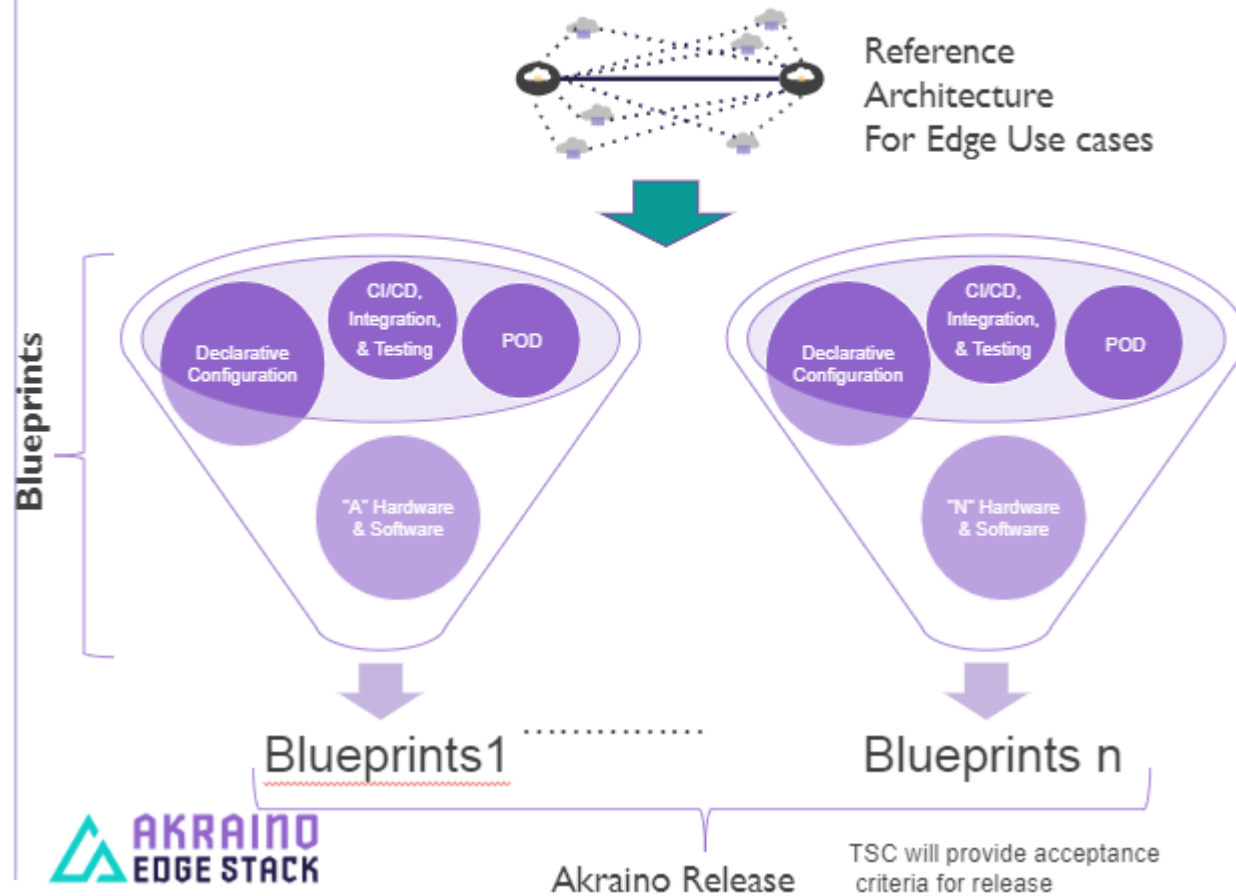 Reference
Architecture
For Edge Use cases
Blueprints
Declarative
Configuration
CI/CD,
Integration,
& Testing
POD
"A" Hardware
& Software
Declarative
Configuration
CI/CD,
Integration,
& Testing
POD
"N" Hardware
& Software
Blueprints1
Blueprints n
AKRAINO
EDGE STACK
Akraino Release
TSC will provide acceptance
criteria for release